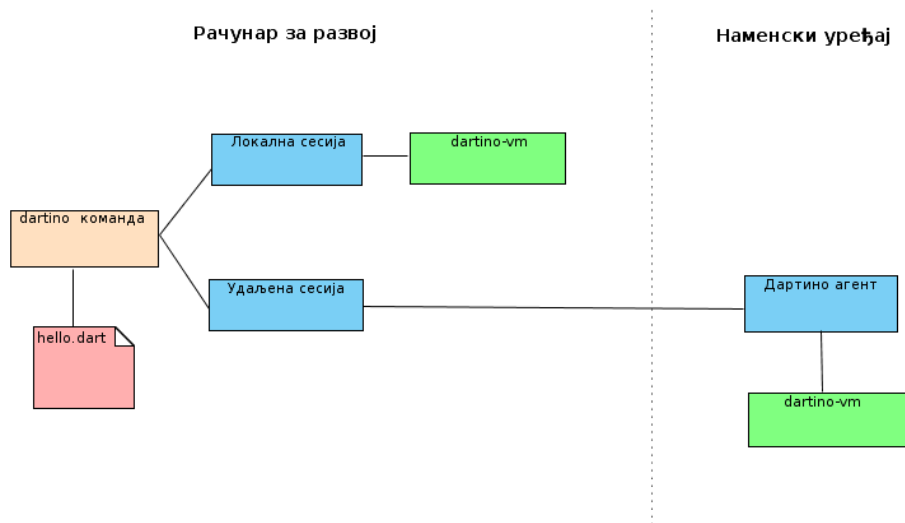 Рачунар за развој
Наменски уређај
Локална сесија
dartino-vm
dartino команда
Удаљена сесија
Дартино агент
hello.dart
dartino-vm